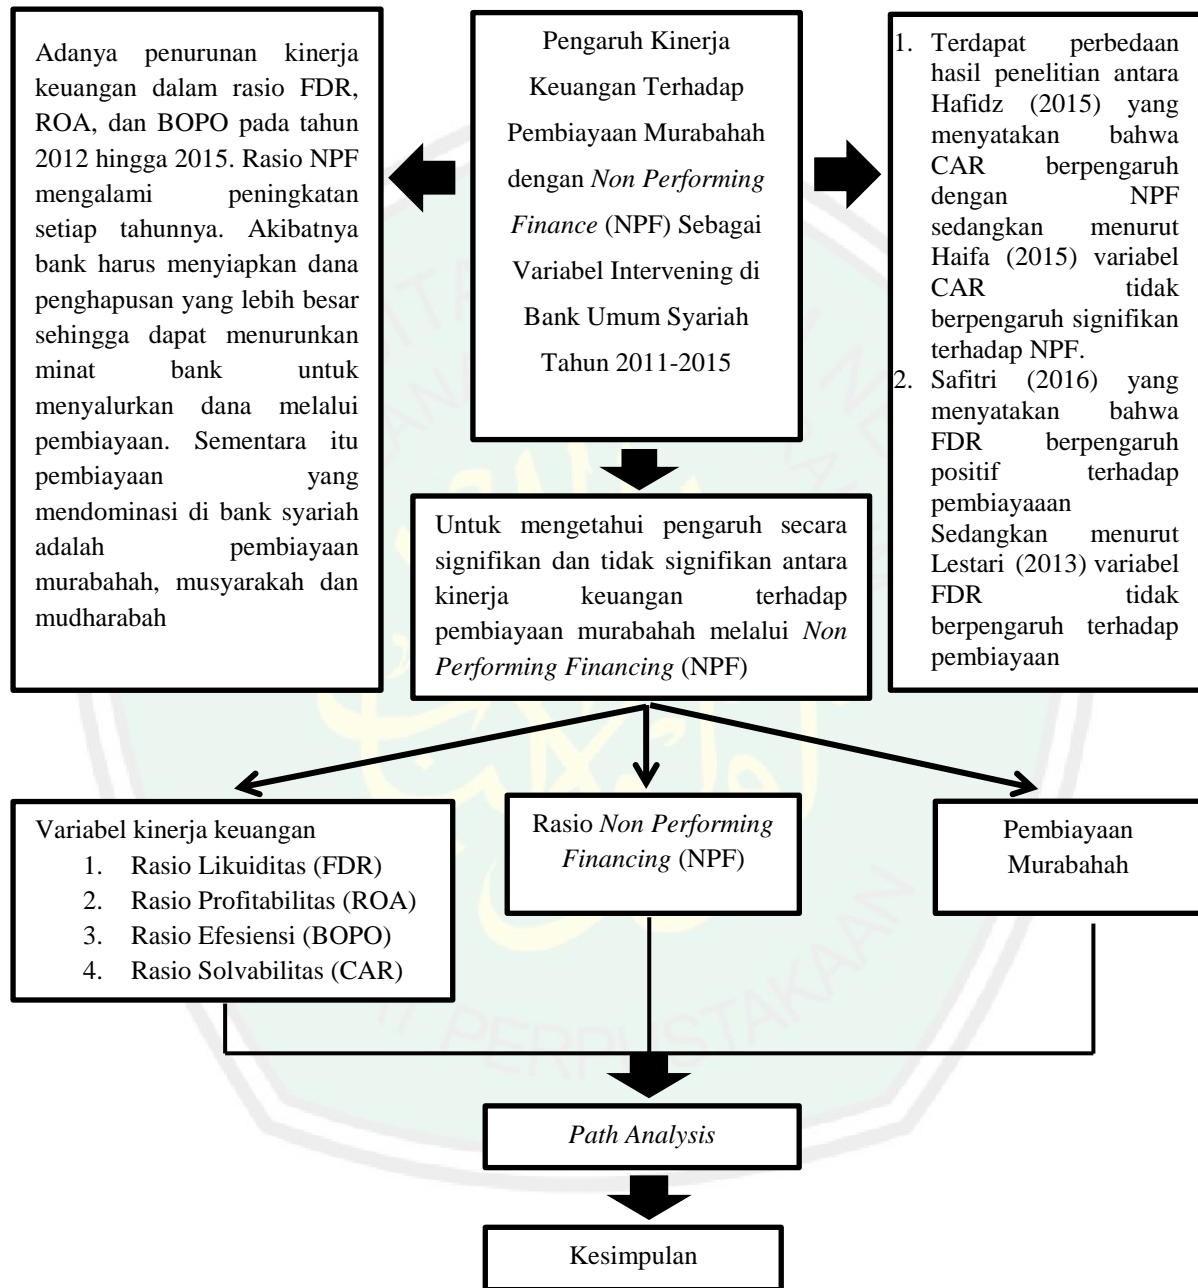 Adanya penurunan kinerja
keuangan dalam rasio FDR,
ROA, dan BOPO pada tahun
2012 hingga 2015. Rasio NPF
mengalami peningkatan
setiap tahunnya. Akibatnya
bank harus menyiapkan dana
penghapusan yang lebih besar
sehingga dapat menurunkan
minat bank untuk
menyalurkan dana melalui
pembiayaan. Sementara itu
pembiayaan yang
mendominasi di bank syariah
adalah pembiayaan
murabahah, musyarakah dan
mudharabah
Pengaruh Kinerja
Keuangan Terhadap
Pembiayaan Murabahah
dengan Non Performing
Finance (NPF) Sebagai
Variabel Intervening di
Bank Umum Syariah
Tahun 2011-2015
1. Terdapat perbedaan
hasil penelitian antara
Hafidz (2015) yang
menyatakan bahwa
CAR berpengaruh
dengan NPF
sedangkan menurut
Haifa (2015) variabel
CAR tidak
berpengaruh signifikan
terhadap NPF.
2. Safitri (2016) yang
menyatakan bahwa
FDR berpengaruh
positif terhadap
pembiayaaan
Sedangkan menurut
Lestari (2013) variabel
FDR tidak
berpengaruh terhadap
pembiayaan
Untuk mengetahui pengaruh secara
signifikan dan tidak signifikan antara
kinerja keuangan terhadap
pembiayaan murabahah melalui Non
Performing Financing (NPF)
Variabel kinerja keuangan
1. Rasio Likuiditas (FDR)
2. Rasio Profitabilitas (ROA)
3. Rasio Efesiensi (BOPO)
4. Rasio Solvabilitas (CAR)
Rasio Non Performing
Financing (NPF)
Pembiayaan
Murabahah
PERPUSTAKAAN
Path Analysis
Kesimpulan